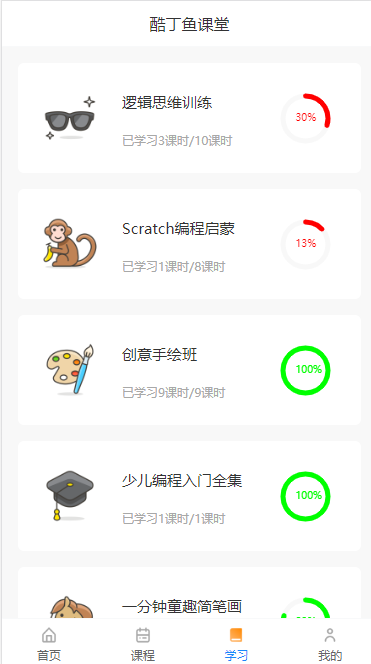 酷丁鱼课堂
逻辑思维训练
30%
已学习3课时/10课时
Scratch编程启蒙
13%
已学习1课时/8课时
创意手绘班
100%
已学习9课时/9课时
少儿编程入门全集
100%
已学习1课时/1课时
一分钟童趣简笔画
首页
课程
学习
我的